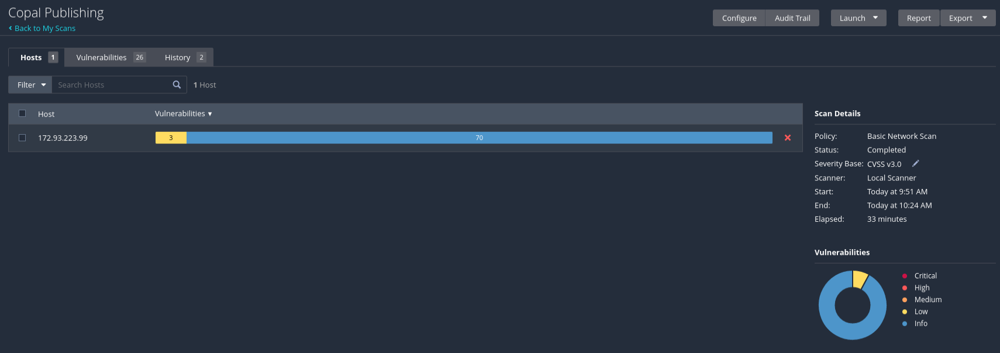 Copal Publishing
Back to My Scans
Configure Audit Trail Launch Report Export
Hosts 1 Vulnerabilities 26 History 2
Filter Search Hosts 1 Host
Host Vulnerabilities
172.93.223.99 3 70
Scan Details
Policy: Basic Network Scan
Status: Completed
Severity Base: CVSS v3.0
Scanner: Local Scanner
Start: Today at 9:51 AM
End: Today at 10:24 AM
Elapsed: 33 minutes
Vulnerabilities
Critical
High
Medium
Low
Info